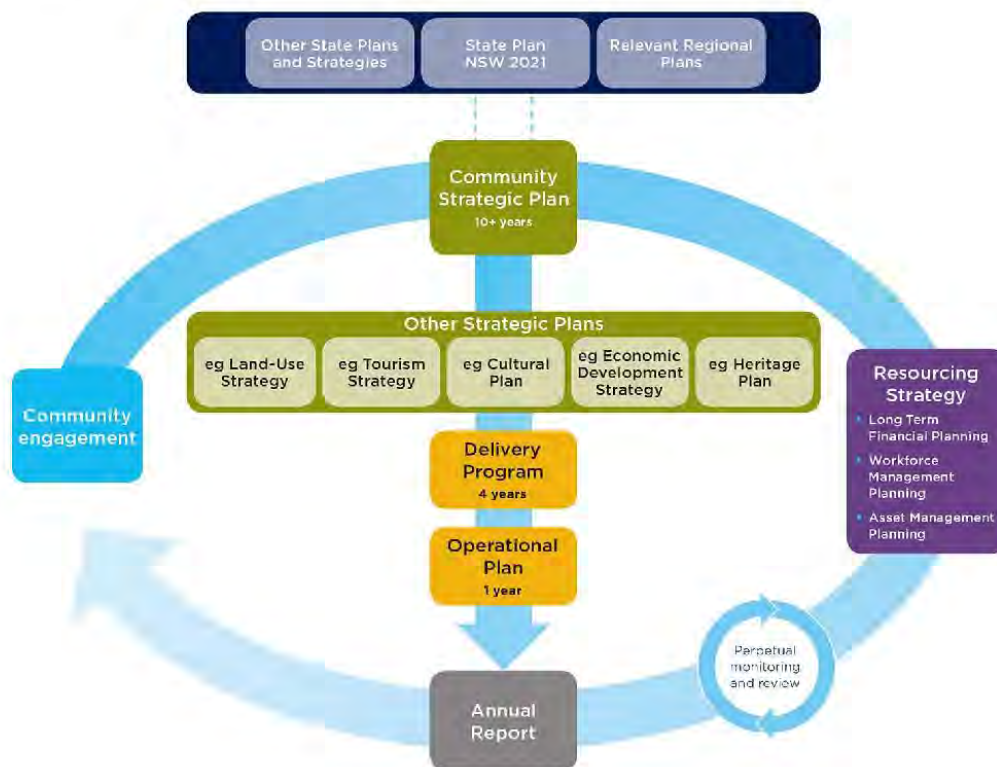 Other State Plans
and Strategies
State Plan
NSW 2021
Relevant Regional
Plans
Community
Strategic Plan
10+ years
Other Strategic Plans
eg Land-Use
Strategy
eg Tourism
Strategy
eg Cultural
Plan
eg Economic
Development
Strategy
eg Heritage
Plan
Community
engagement
Resourcing
Strategy
Long Term
Financial Planning
Workforce
Management
Planning
Asset Management
Planning
Delivery
Program
4 years
Operational
Plan
1 year
Perpetual
monitoring
and review
Annual
Report